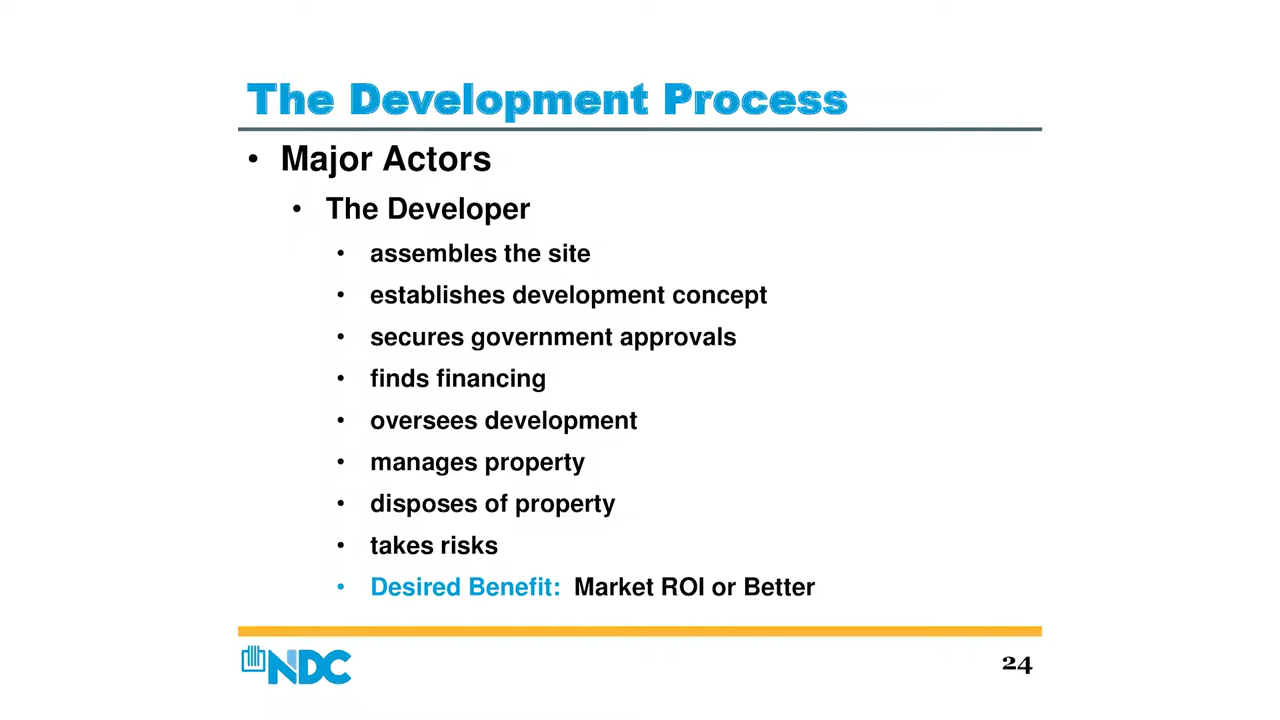 The Development Process
• Major Actors
• The Developer
• assembles the site
• establishes development concept
• secures government approvals
• finds financing
• oversees development
• manages property
• disposes of property
• takes risks
• Desired Benefit: Market ROI or Better
NDC
24